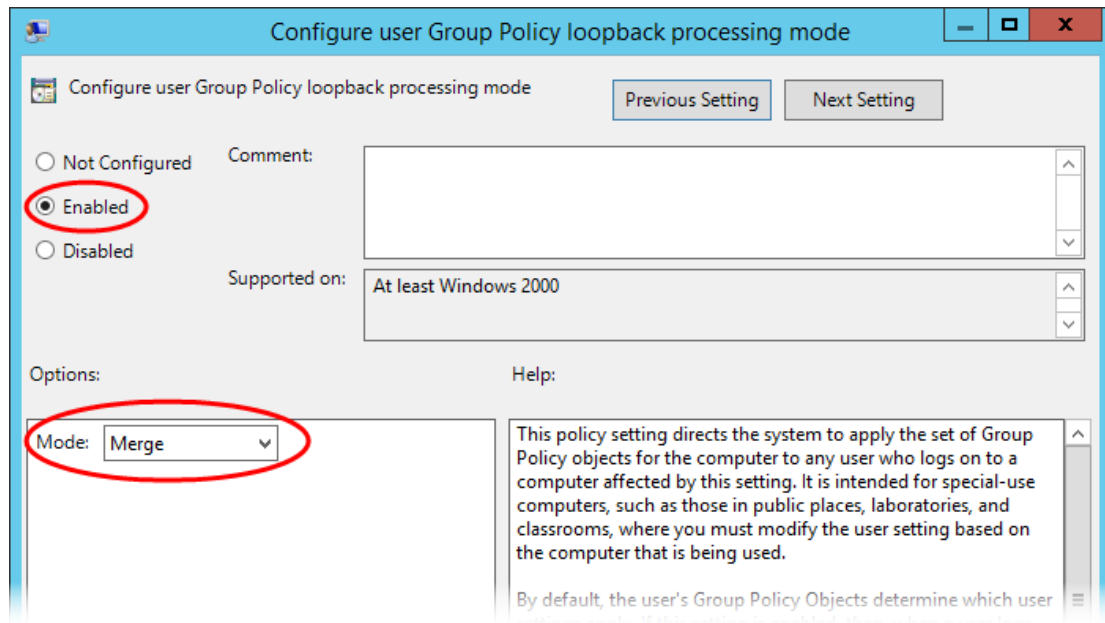 Configure user Group Policy loopback processing mode
Configure user Group Policy loopback processing mode
Previous Setting
Next Setting
Not Configured
Comment:
Enabled
Disabled
Supported on:
At least Windows 2000
Options:
Help:
Mode:
Merge
This policy setting directs the system to apply the set of Group
Policy objects for the computer to any user who logs on to a
computer affected by this setting. It is intended for special-use
computers, such as those in public places, laboratories, and
classrooms, where you must modify the user setting based on
the computer that is being used.
By default, the user's Group Policy Objects determine which user